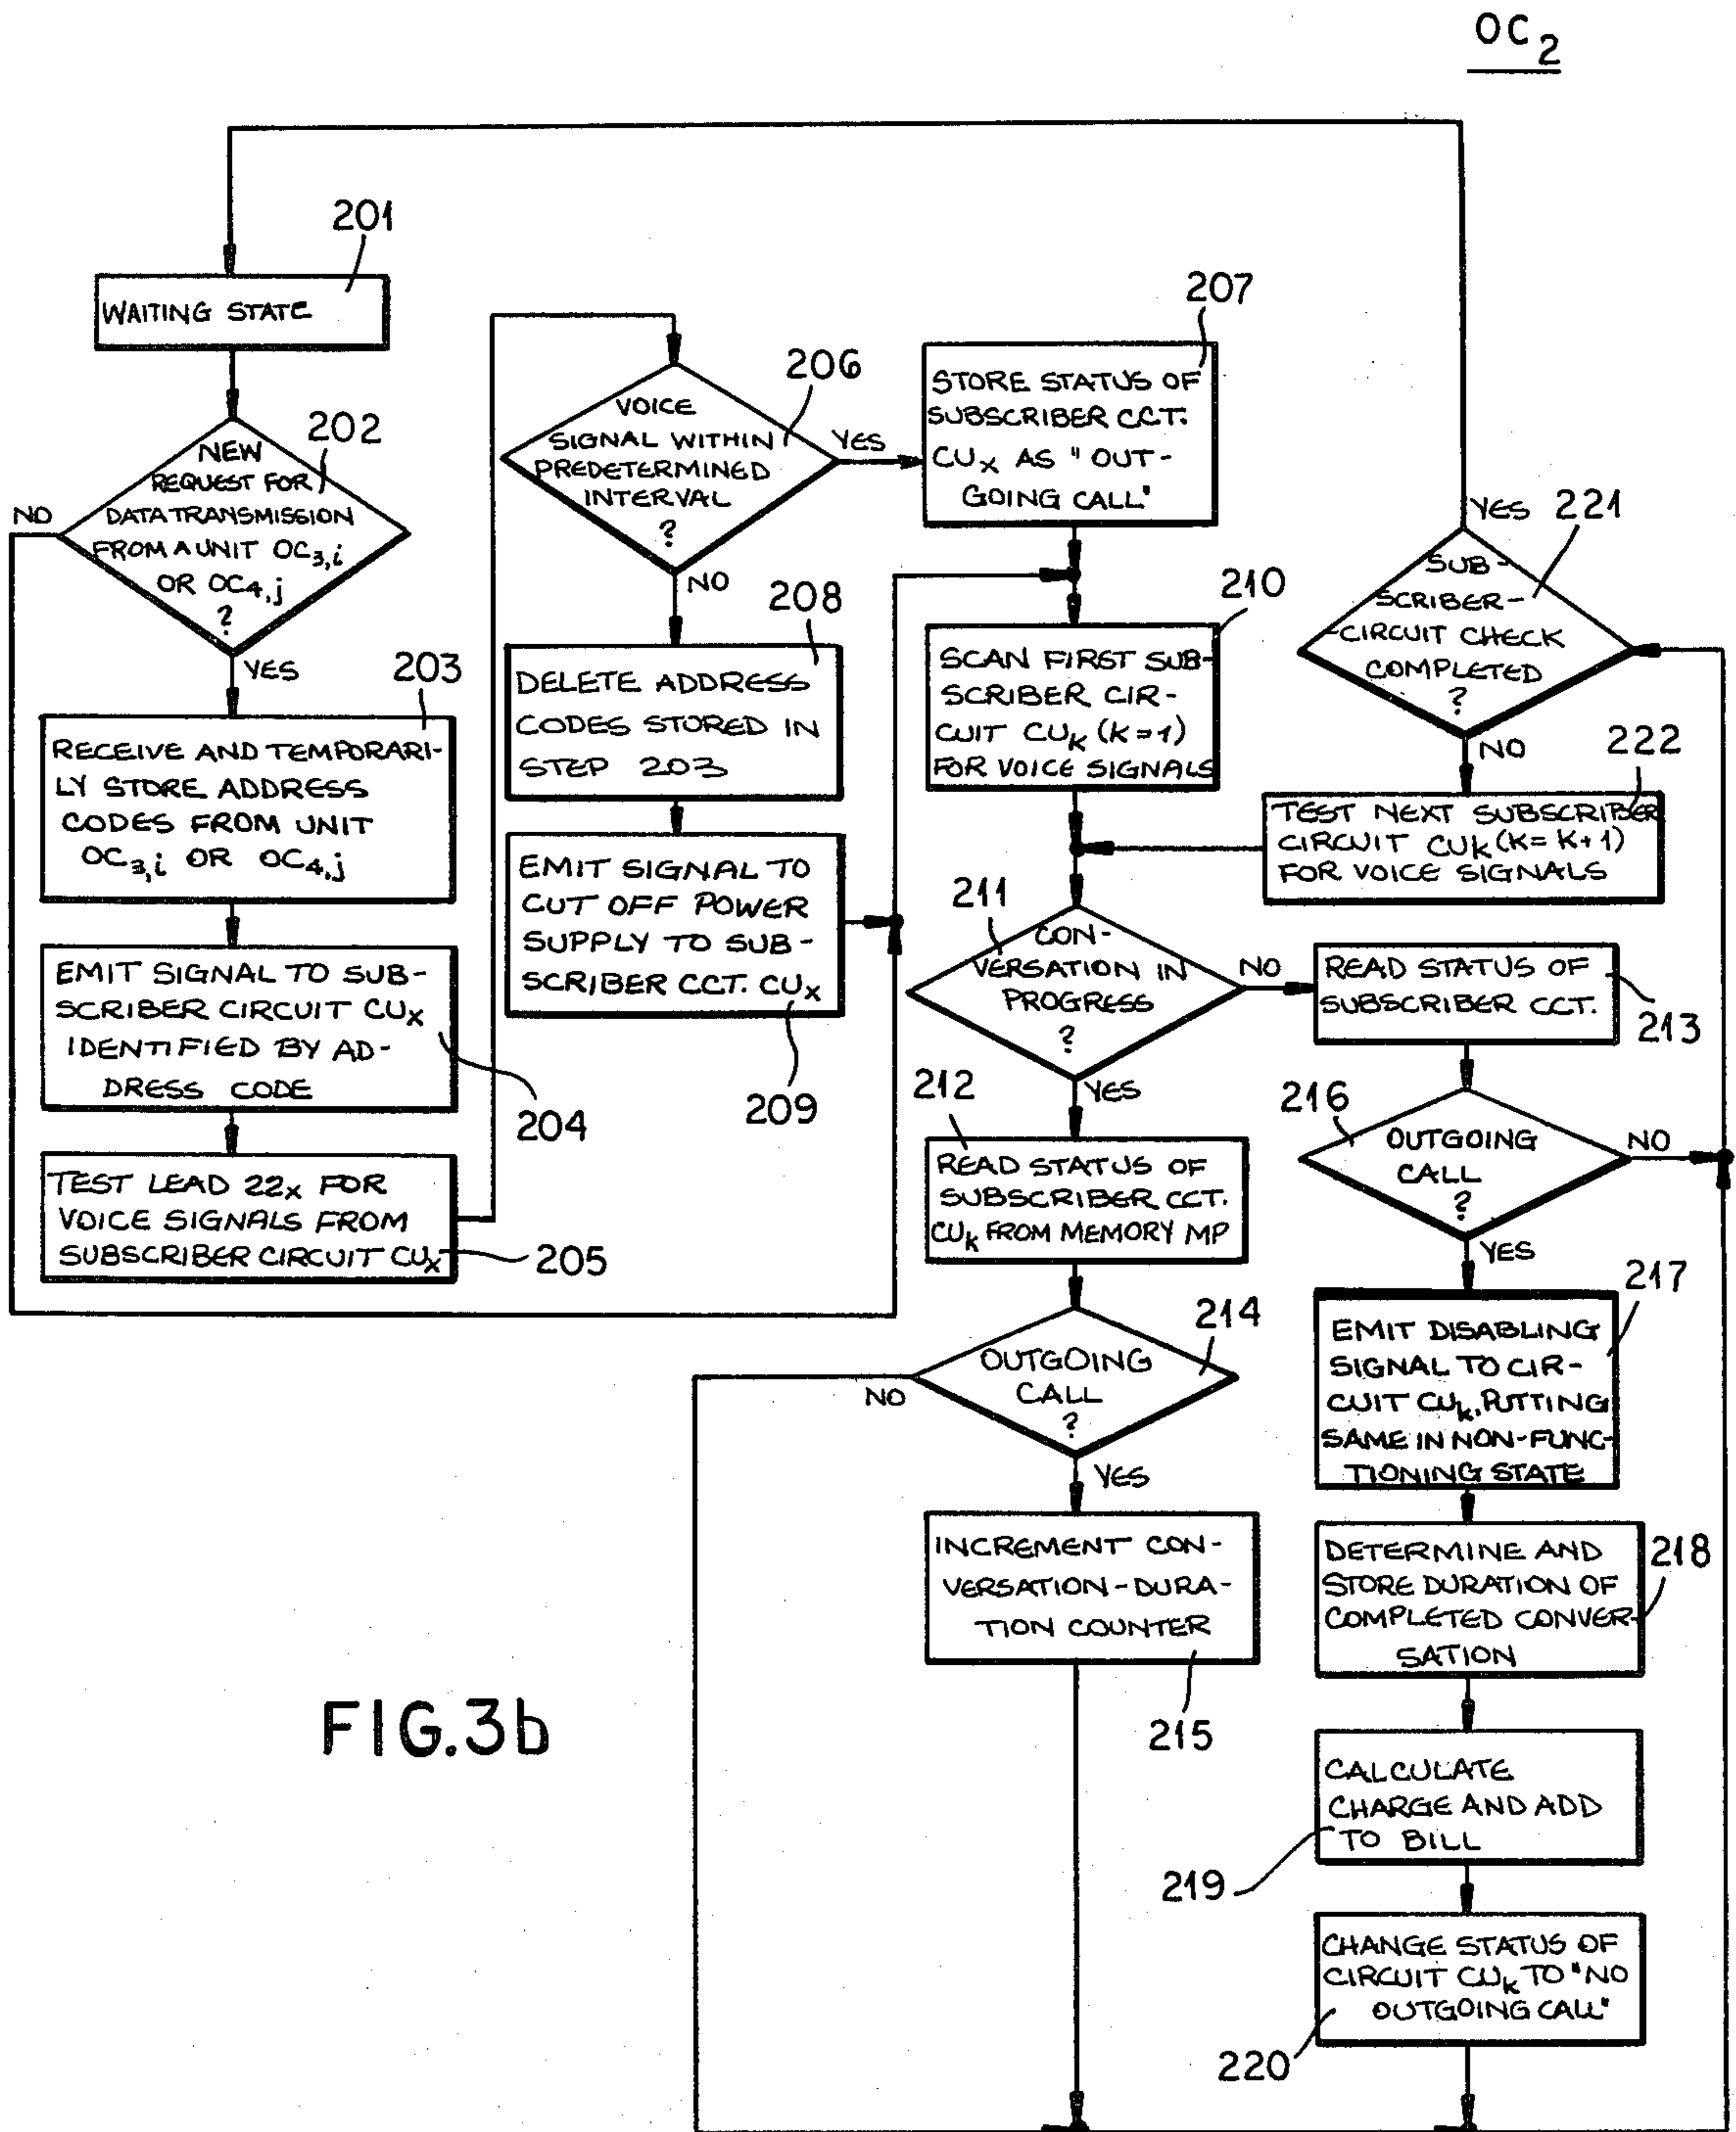 OC2
201
WAITING STATE
202
NEW
REQUEST FOR
DATA TRANSMISSION
FROM A UNIT OC3,i
OR OC4,j
?
NO
YES
203
RECEIVE AND TEMPORARI-
LY STORE ADDRESS
CODES FROM UNIT
OC3,i OR OC4,j
EMIT SIGNAL TO SUB-
SCRIBER CIRCUIT CUX
IDENTIFIED BY AD-
DRESS CODE
204
TEST LEAD 22x FOR
VOICE SIGNALS FROM
SUBSCRIBER CIRCUIT CUX
205
206
VOICE
SIGNAL WITHIN
PREDETERMINED
INTERVAL
?
YES
NO
207
STORE STATUS OF
SUBSCRIBER CCT.
CUX AS "OUT-
GOING CALL"
208
DELETE ADDRESS
CODES STORED IN
STEP 203
EMIT SIGNAL TO
CUT OFF POWER
SUPPLY TO SUB-
SCRIBER CCT. CUX
209
210
SCAN FIRST SUB-
SCRIBER CIR-
CUIT CUk (k=1)
FOR VOICE SIGNALS
211
CON-
VERSATION IN
PROGRESS
?
NO
YES
212
READ STATUS OF
SUBSCRIBER CCT.
CUk FROM MEMORY MP
READ STATUS OF
SUBSCRIBER CCT.
213
214
OUTGOING
CALL
?
NO
YES
INCREMENT CON-
VERSATION-DURA-
TION COUNTER
215
216
OUTGOING
CALL
?
NO
YES
217
EMIT DISABLING
SIGNAL TO CIR-
CUIT CUk, PUTTING
SAME IN NON-FUNC-
TIONING STATE
218
DETERMINE AND
STORE DURATION OF
COMPLETED CONVER-
SATION
CALCULATE
CHARGE AND ADD
TO BILL
219
CHANGE STATUS OF
CIRCUIT CUk TO "NO
OUTGOING CALL"
220
221
YES
SUB-
SCRIBER-
-CIRCUIT CHECK
COMPLETED
?
NO
222
TEST NEXT SUBSCRIBER
CIRCUIT CUk (K=K+1)
FOR VOICE SIGNALS
FIG.3b